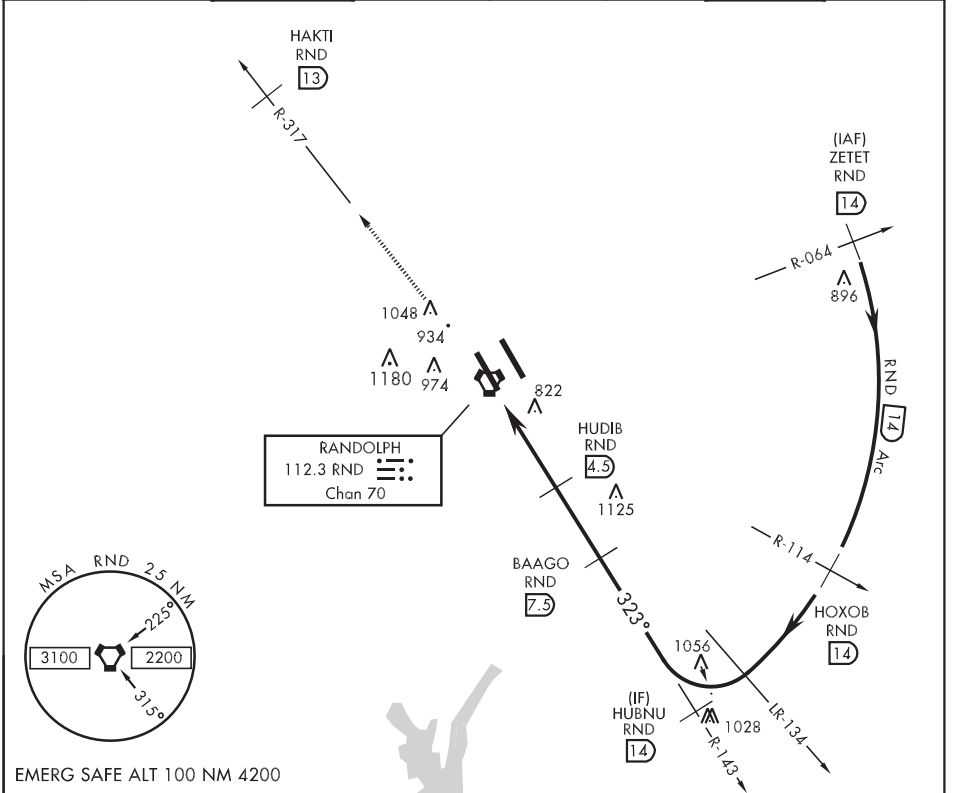 HAKTI
RND
13
R-317
(IAF)
ZETET
RND
14
R-064
896
1048
934
1180
974
822
RND 14 Arc
HUDIB
RND
4.5
RANDOLPH
112.3 RND
Chan 70
1125
R-114
BAAGO
RND
7.5
323°
HOXOB
RND
14
MSA RND 25 NM
225°
3100
2200
315°
1056
(IF)
HUBNU
RND
14
1028
LR-134
R-143
EMERG SAFE ALT 100 NM 4200